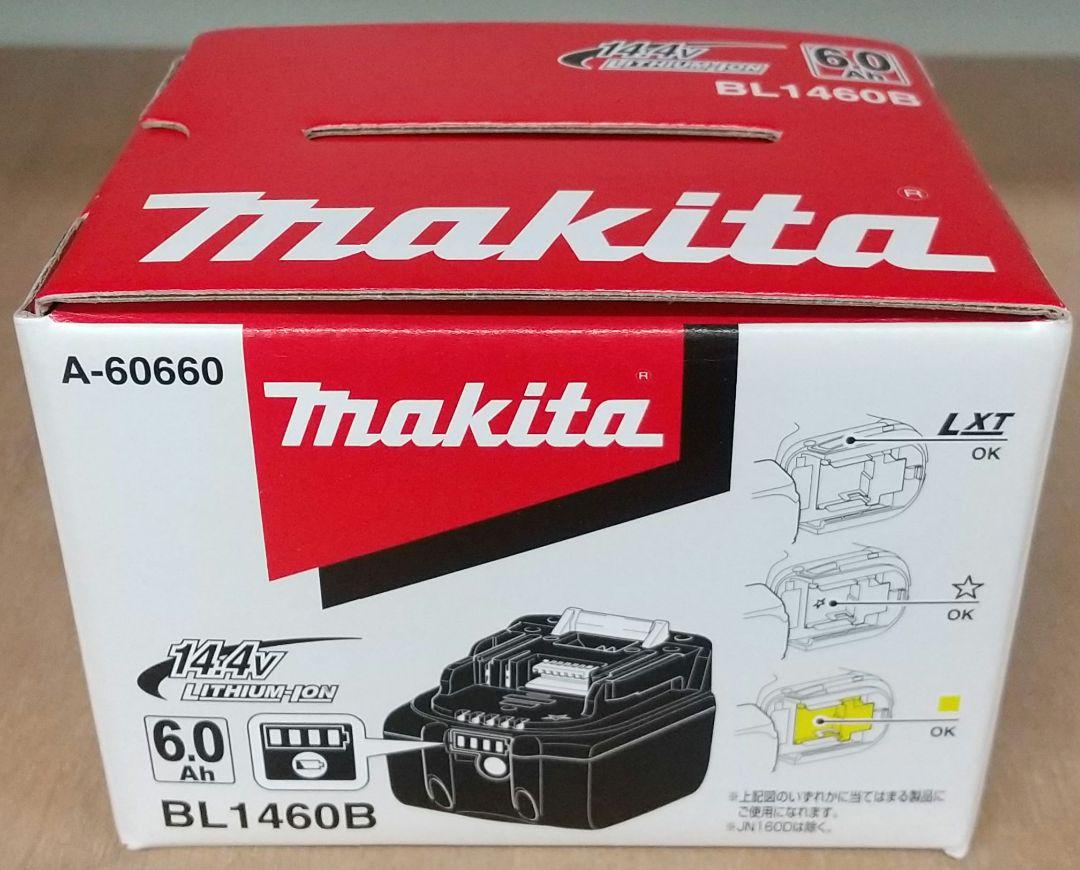 14.4V
LITHIUM-ION
6.0
Ah
BL1460B
makita®
A-60660
makita®
LXT
OK
☆
OK
OK
14.4V
LITHIUM-ION
6.0
Ah
BL1460B
※上記図のいずれかに当てはまる製品に
ご使用になれます。
※JN160Dは除く。